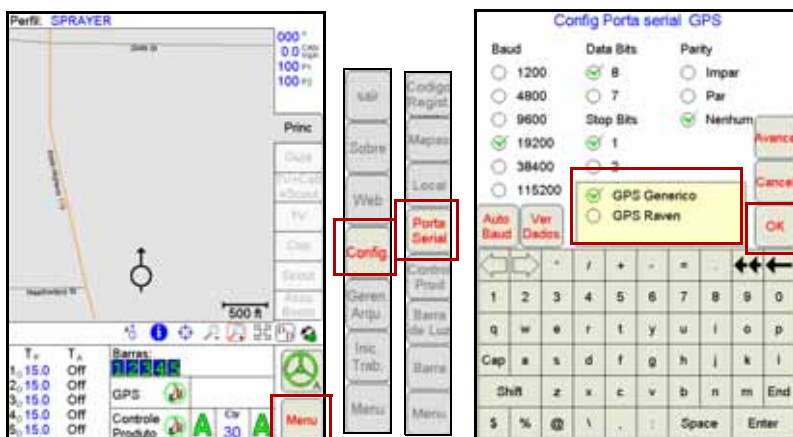 Perfil: SPRAYER
000 °
0.0
100 P1
100 P2
Princ
Guia
TV
Scout
500 ft
Barras:
1 2 3 4 5
15.0 Off
15.0 Off
15.0 Off
15.0 Off
15.0 Off
GPS
Controle
Produto
A
Ctr
30
A
A
Menu
sair
Sobre
Web
Config
Geren.
Arqu.
Inic.
Trab.
Menu
Codigo
Regist.
Mapas
Local
Porta
Serial
Control
Prod
Barra
de Luz
Barra
Menu
Config Porta serial GPS
Baud
Data Bits
Parity
1200
8
Impar
4800
7
Par
9600
Stop Bits
Nenhum
19200
1
38400
2
115200
Avance
Cancel
GPS Generico
GPS Raven
Auto
Baud
Ver
Dados
OK
' / + - = .
1 2 3 4 5 6 7 8 9 0
q w e r t y u i o p
Cap a s d f g h j k l
Shift z x c v b n m End
$ % @ \ . : Space Enter